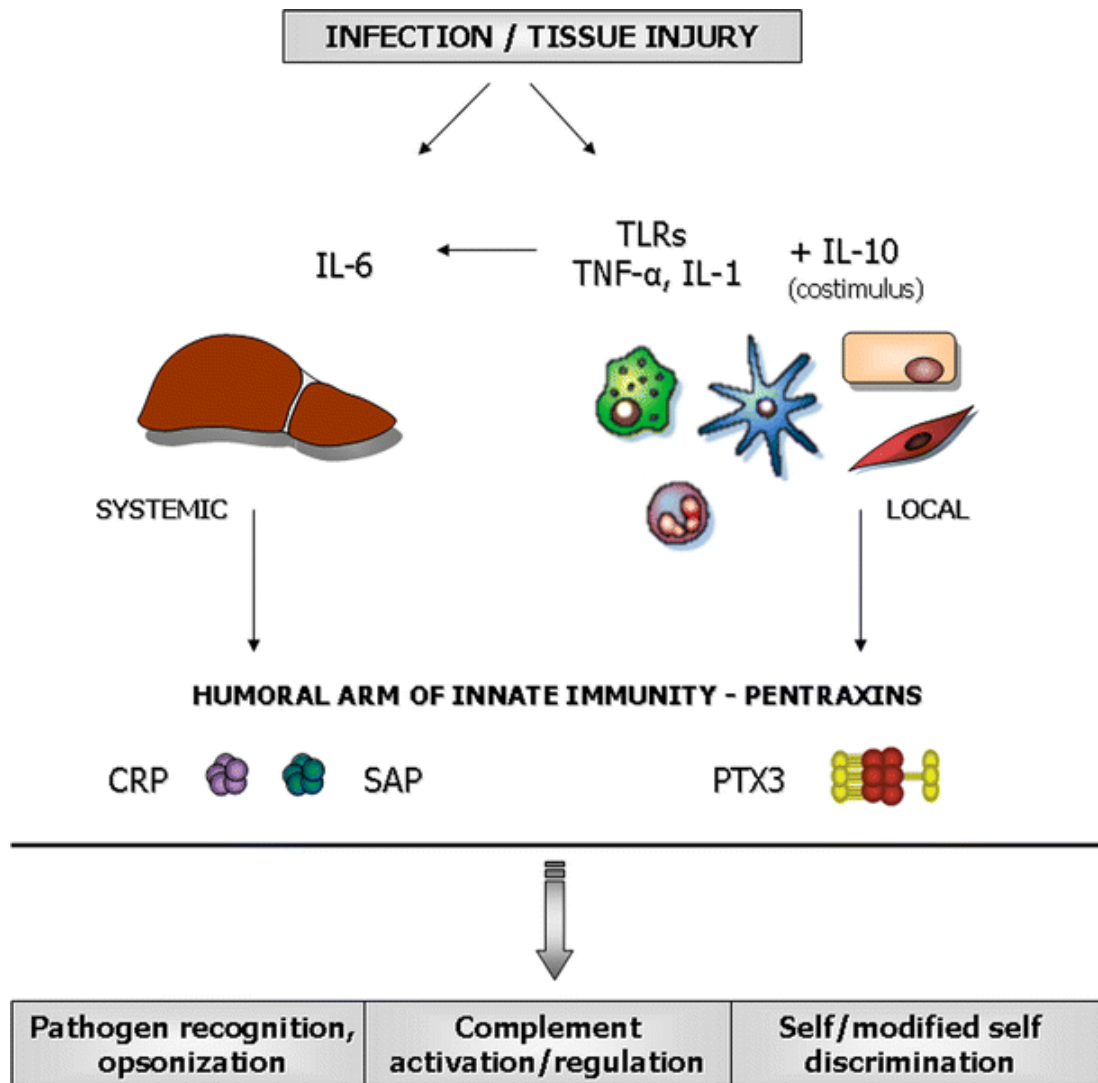 INFECTION / TISSUE INJURY
IL-6
TLRs
TNF-α, IL-1
+ IL-10
(costimulus)
SYSTEMIC
LOCAL
HUMORAL ARM OF INNATE IMMUNITY - PENTRAXINS
CRP
SAP
PTX3
Pathogen recognition,
opsonization
Complement
activation/regulation
Self/modified self
discrimination